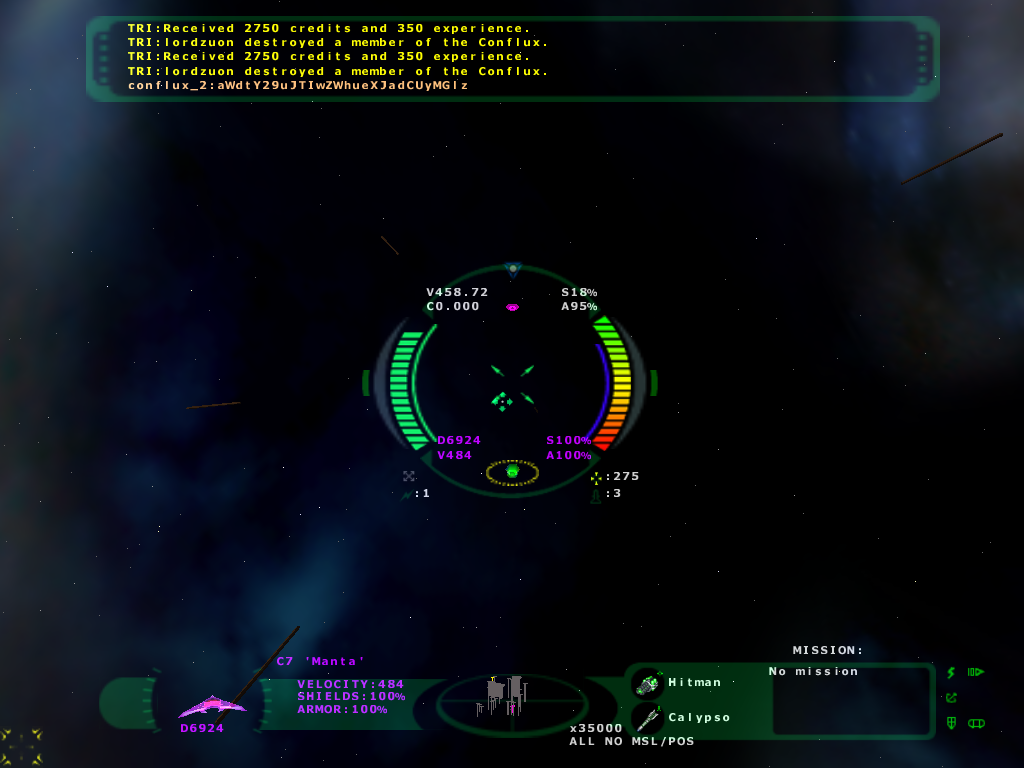 TRI:Received 2750 credits and 350 experience.
TRI:lordzuon destroyed a member of the Conflux.
TRI:Received 2750 credits and 350 experience.
TRI:lordzuon destroyed a member of the Conflux.
conflux_2:aWdtY29uJTIwZWhueXJadCUyMGlz
V458.72 S18%
C0.000 A95%
D6924 S100%
V484 A100%
:275
:1 :3
MISSION:
No mission
C7 'Manta'
VELOCITY:484
SHIELDS:100%
ARMOR:100%
D6924
Hitman
Calypso
x35000
ALL NO MSL/POS